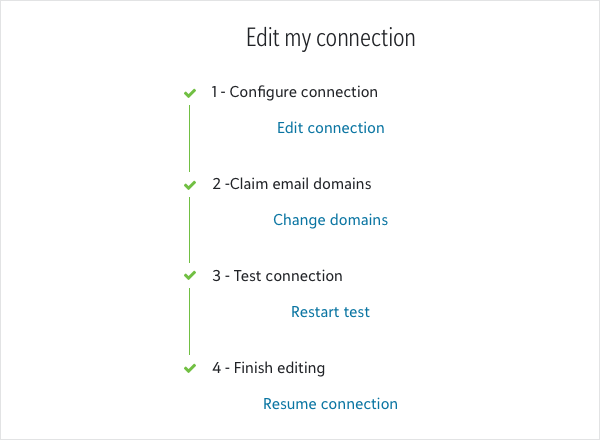 Edit my connection
1 - Configure connection
Edit connection
2 -Claim email domains
Change domains
3 - Test connection
Restart test
4 - Finish editing
Resume connection